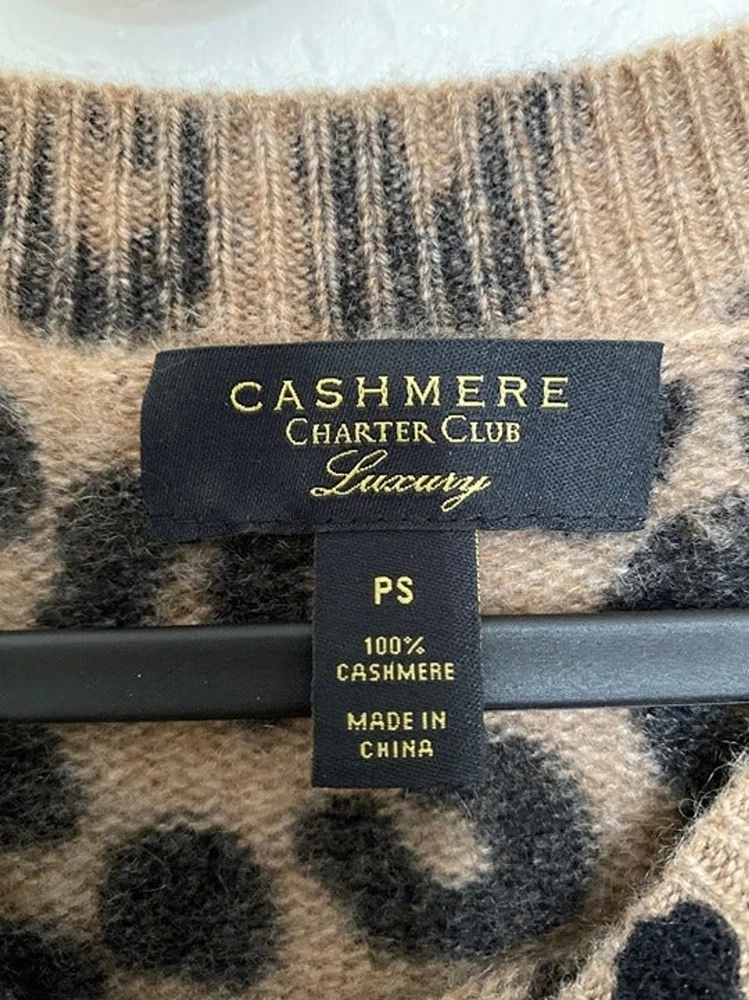 CASHMERE
CHARTER CLUB
Luxury
PS
100%
CASHMERE
MADE IN
CHINA